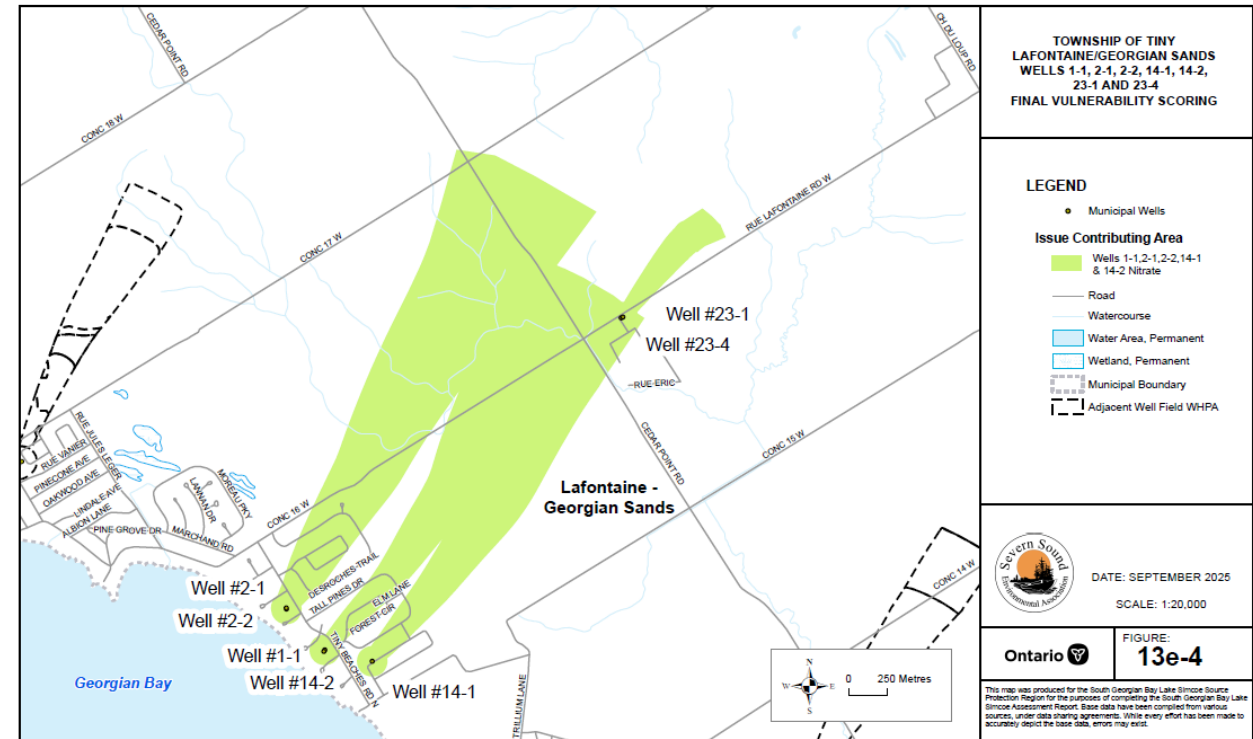 CEDAR POINT RD
CH DU LOUP RD
CONC 18 W
CONC 17 W
RUE LAFONTAINE RD W
Well #23-1
Well #23-4
RUE ERIC
CEDAR POINT RD
CONC 15 W
Lafontaine -
Georgian Sands
RUE JULES LEGER
RUE VANIER
PINECONE AVE
OAKWOOD AVE
LINDALE AVE
ALBION LANE
PINE GROVE DR
MARCHAND RD
LANNAN DR
MOREAU PKY
CONC 16 W
DESROCHES TRAIL
TALL PINES DR
ELM LANE
FOREST CIR
TINY BEACHES RD N
Well #2-1
Well #2-2
Well #1-1
Well #14-2
Well #14-1
CONC 14 W
TRILLIUM LANE
Georgian Bay
N
W E
S
0 250 Metres
TOWNSHIP OF TINY
LAFONTAINE/GEORGIAN SANDS
WELLS 1-1, 2-1, 2-2, 14-1, 14-2,
23-1 AND 23-4
FINAL VULNERABILITY SCORING
LEGEND
Municipal Wells
Issue Contributing Area
Wells 1-1,2-1,2-2,14-1
& 14-2 Nitrate
Road
Watercourse
Water Area, Permanent
Wetland, Permanent
Municipal Boundary
Adjacent Well Field WHPA
Severn Sound
Environmental Association
DATE: SEPTEMBER 2025
SCALE: 1:20,000
Ontario
FIGURE:
13e-4
This map was produced for the South Georgian Bay Lake Simcoe Source
Protection Region for the purposes of completing the South Georgian Bay Lake
Simcoe Assessment Report. Base data have been compiled from various
sources, under data sharing agreements. While every effort has been made to
accurately depict the base data, errors may exist.